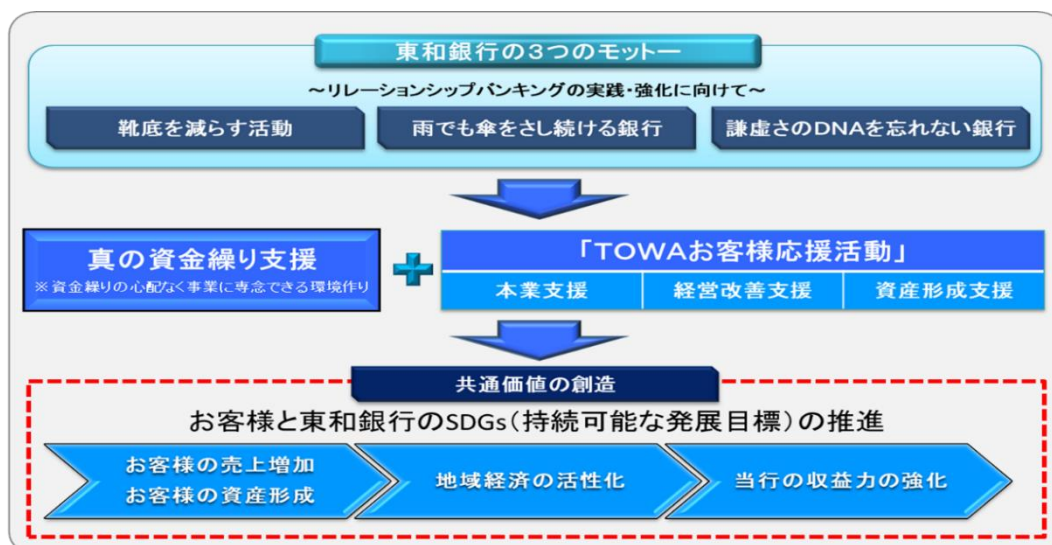 東和銀行の3つのモットー
～リレーションシップバンキングの実践・強化に向けて～
靴底を減らす活動
雨でも傘をさし続ける銀行
謙虚さのDNAを忘れない銀行
真の資金繰り支援
※資金繰りの心配なく事業に専念できる環境作り
「TOWAお客様応援活動」
本業支援
経営改善支援
資産形成支援
共通価値の創造
お客様と東和銀行のSDGs(持続可能な発展目標)の推進
お客様の売上増加
お客様の資産形成
地域経済の活性化
当行の収益力の強化